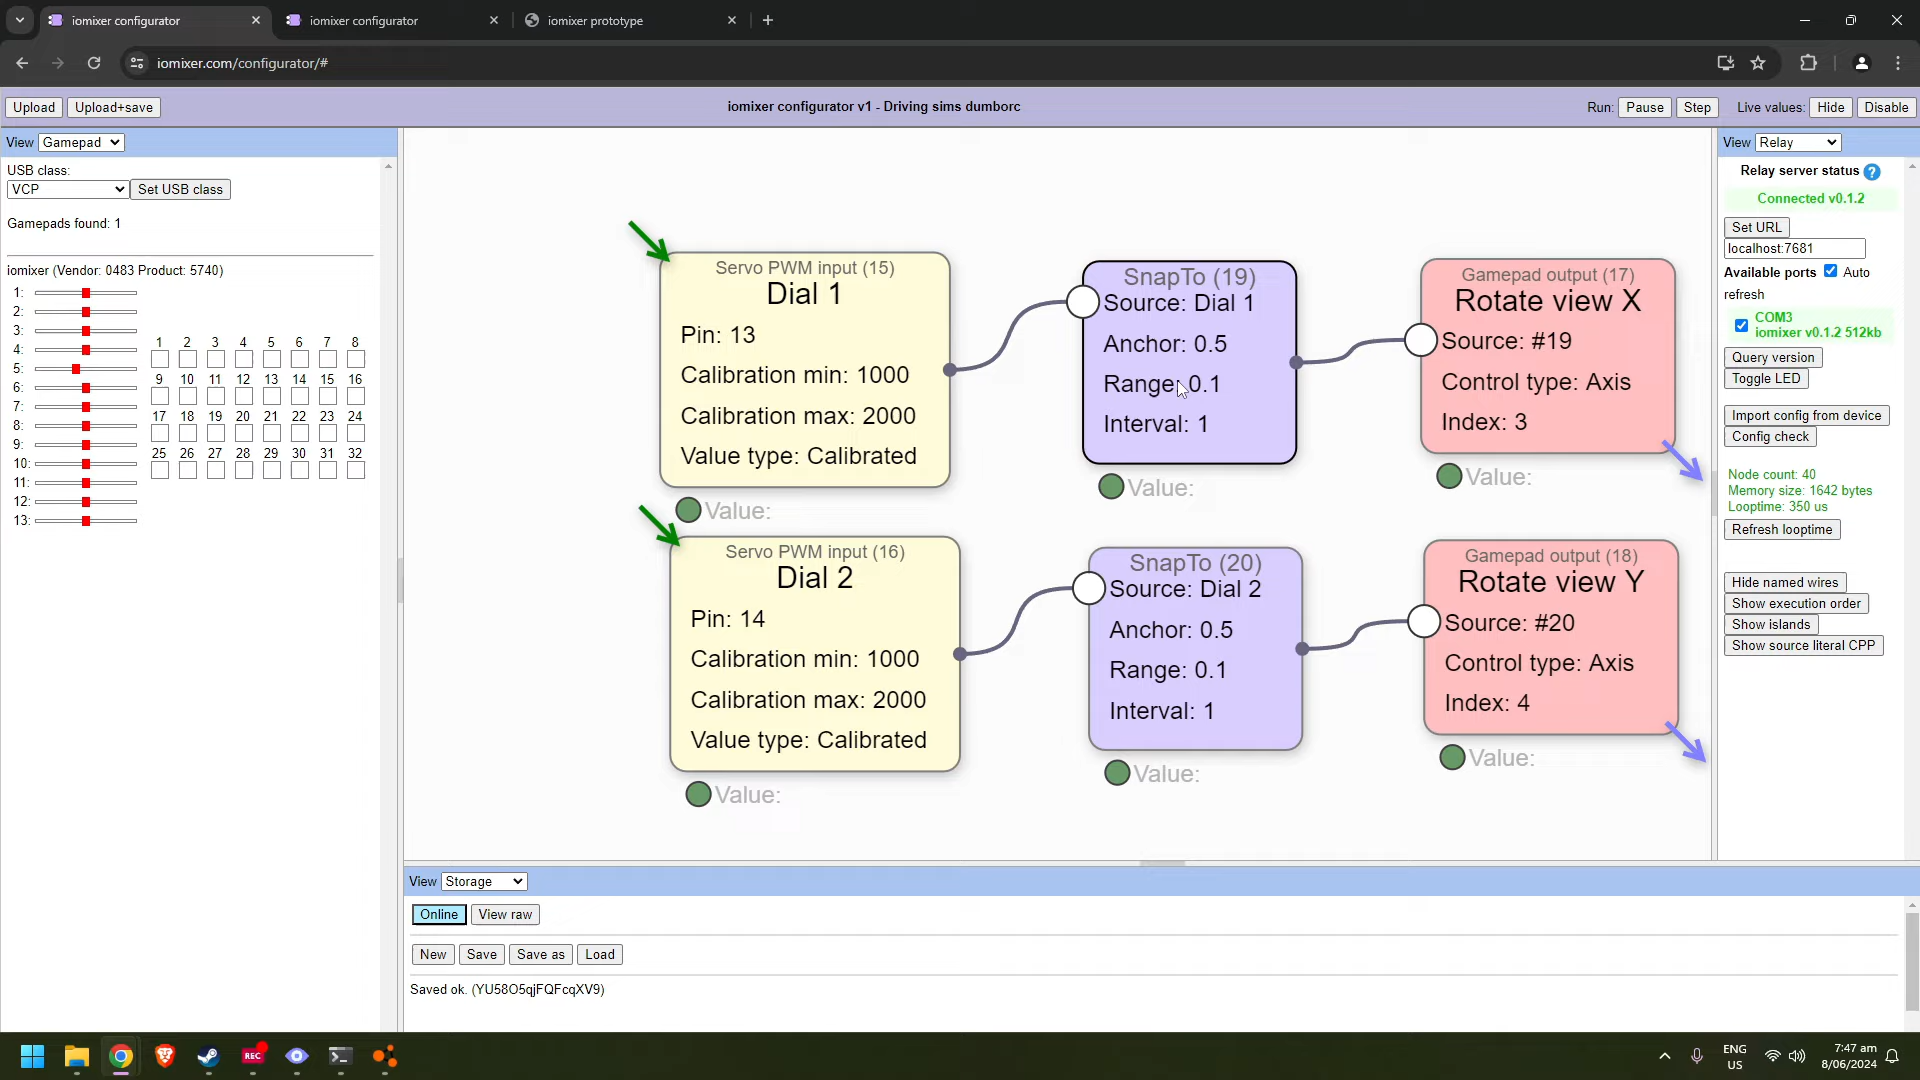 iomixer configurator
iomixer configurator
iomixer prototype
iomixer.com/configurator/#
Upload
Upload+save
iomixer configurator v1 - Driving sims dumborc
Run:
Pause
Step
Live values:
Hide
Disable
View
Gamepad
USB class:
VCP
Set USB class
Gamepads found: 1
iomixer (Vendor: 0483 Product: 5740)
1:
2:
3:
4:
5:
6:
7:
8:
9:
10:
11:
12:
13:
1 2 3 4 5 6 7 8
9 10 11 12 13 14 15 16
17 18 19 20 21 22 23 24
25 26 27 28 29 30 31 32
Servo PWM input (15)
Dial 1
Pin: 13
Calibration min: 1000
Calibration max: 2000
Value type: Calibrated
Value:
SnapTo (19)
Source: Dial 1
Anchor: 0.5
Range: 0.1
Interval: 1
Value:
Gamepad output (17)
Rotate view X
Source: #19
Control type: Axis
Index: 3
Value:
Servo PWM input (16)
Dial 2
Pin: 14
Calibration min: 1000
Calibration max: 2000
Value type: Calibrated
Value:
SnapTo (20)
Source: Dial 2
Anchor: 0.5
Range: 0.1
Interval: 1
Value:
Gamepad output (18)
Rotate view Y
Source: #20
Control type: Axis
Index: 4
Value:
View
Relay
Relay server status ?
Connected v0.1.2
Set URL
localhost:7681
Available ports Auto
refresh
COM3
iomixer v0.1.2 512kb
Query version
Toggle LED
Import config from device
Config check
Node count: 40
Memory size: 1642 bytes
Looptime: 350 us
Refresh looptime
Hide named wires
Show execution order
Show islands
Show source literal CPP
View
Storage
Online
View raw
New
Save
Save as
Load
Saved ok. (YU58O5qjFQFcqXV9)
REC
ENG
US
7:47 am
8/06/2024